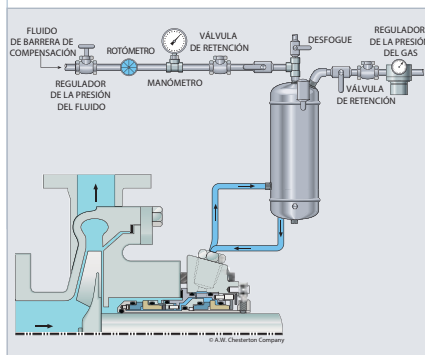 FLUIDO
DE BARRERA DE
COMPENSACIÓN
REGULADOR
DE LA PRESIÓN
DEL FLUIDO
ROTÓMETRO
MANÓMETRO
VÁLVULA
DE RETENCIÓN
DESFOGUE
REGULADOR
DE LA PRESIÓN
DEL GAS
VÁLVULA
DE RETENCIÓN
© A.W. Chesterton Company